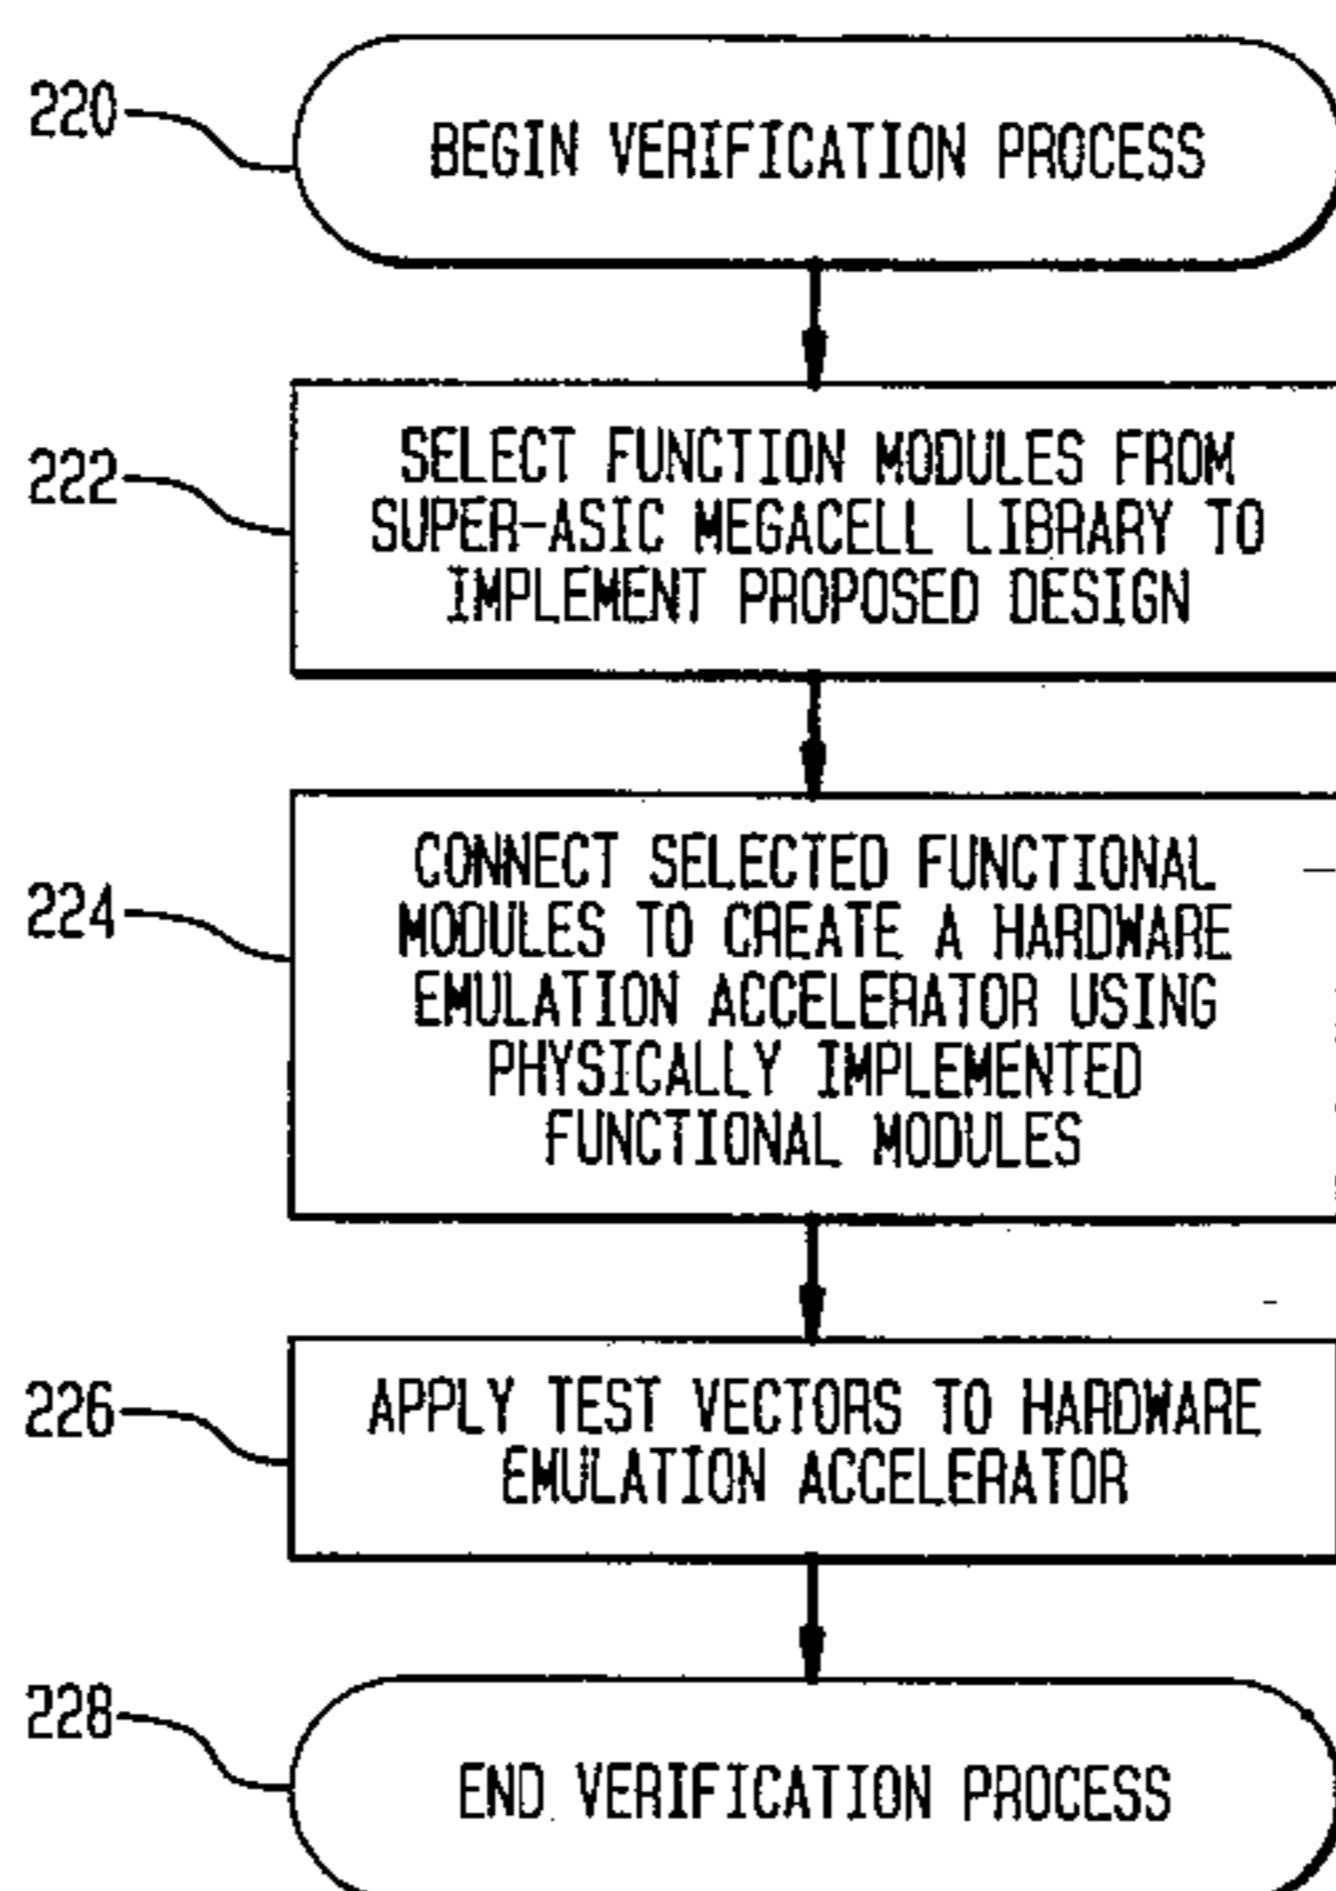 220
BEGIN VERIFICATION PROCESS
222
SELECT FUNCTION MODULES FROM
SUPER-ASIC MEGACELL LIBRARY TO
IMPLEMENT PROPOSED DESIGN
224
CONNECT SELECTED FUNCTIONAL
MODULES TO CREATE A HARDWARE
EMULATION ACCELERATOR USING
PHYSICALLY IMPLEMENTED
FUNCTIONAL MODULES
226
APPLY TEST VECTORS TO HARDWARE
EMULATION ACCELERATOR
228
END VERIFICATION PROCESS